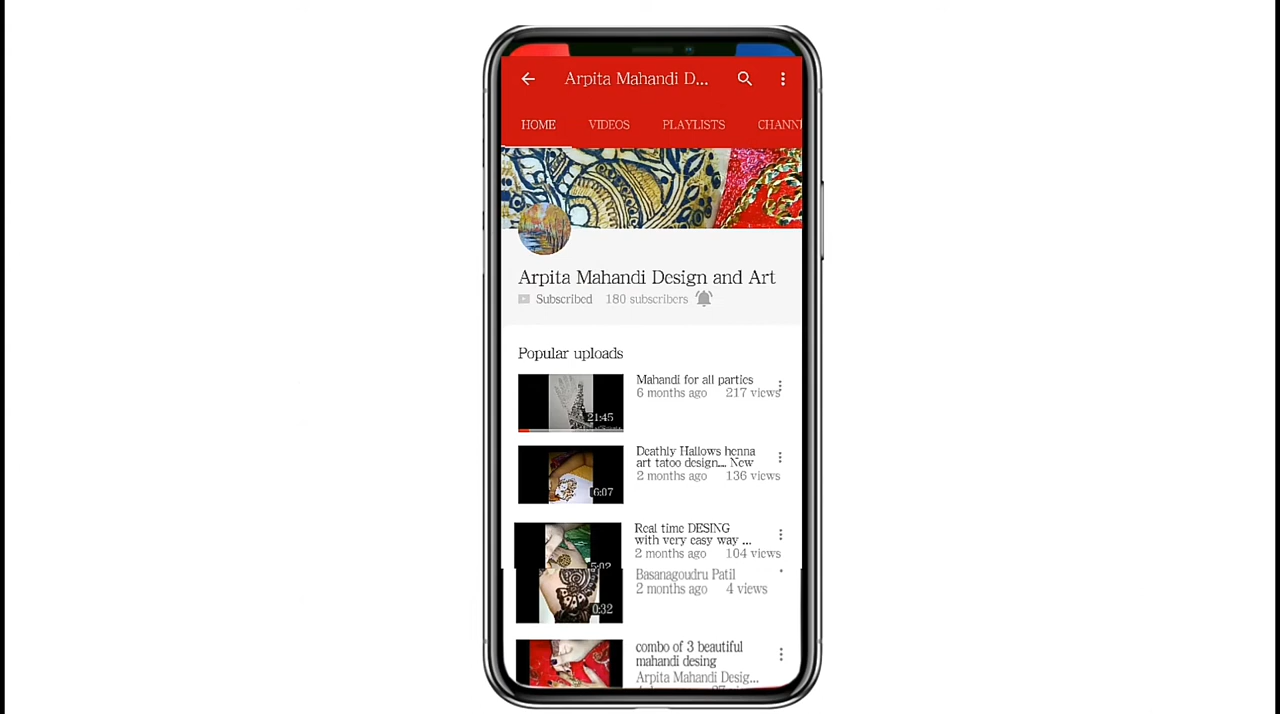 Arpita Mahandi D...
HOME VIDEOS PLAYLISTS CHANN
Arpita Mahandi Design and Art
Subscribed 180 subscribers
Popular uploads
Mahandi for all parties
6 months ago 217 views
21:45
Deathly Hallows henna
art tatoo design.... New
2 months ago 136 views
6:07
Real time DESING
with very easy way ...
2 months ago 104 views
5:02
Basanagoudru Patil
2 months ago 4 views
0:32
combo of 3 beautiful
mahandi desing
Arpita Mahandi Desig...